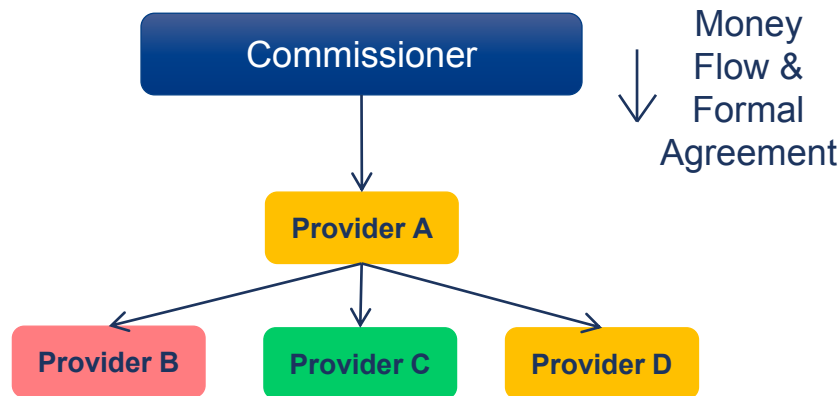 Commissioner
Money
Flow &
Formal
Agreement
Provider A
Provider B
Provider C
Provider D